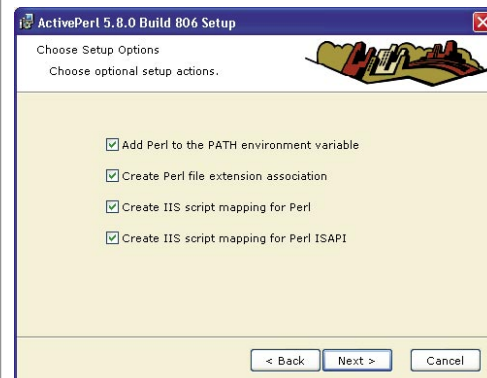 ActivePerl 5.8.0 Build 806 Setup
Choose Setup Options
Choose optional setup actions.
Add Perl to the PATH environment variable
Create Perl file extension association
Create IIS script mapping for Perl
Create IIS script mapping for Perl ISAPI
< Back
Next >
Cancel